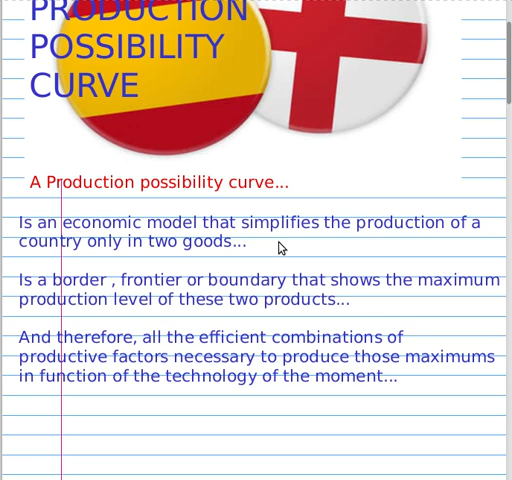 PRODUCTION
POSSIBILITY
CURVE
A Production possibility curve...
Is an economic model that simplifies the production of a
country only in two goods...
Is a border , frontier or boundary that shows the maximum
production level of these two products...
And therefore, all the efficient combinations of
productive factors necessary to produce those maximums
in function of the technology of the moment...